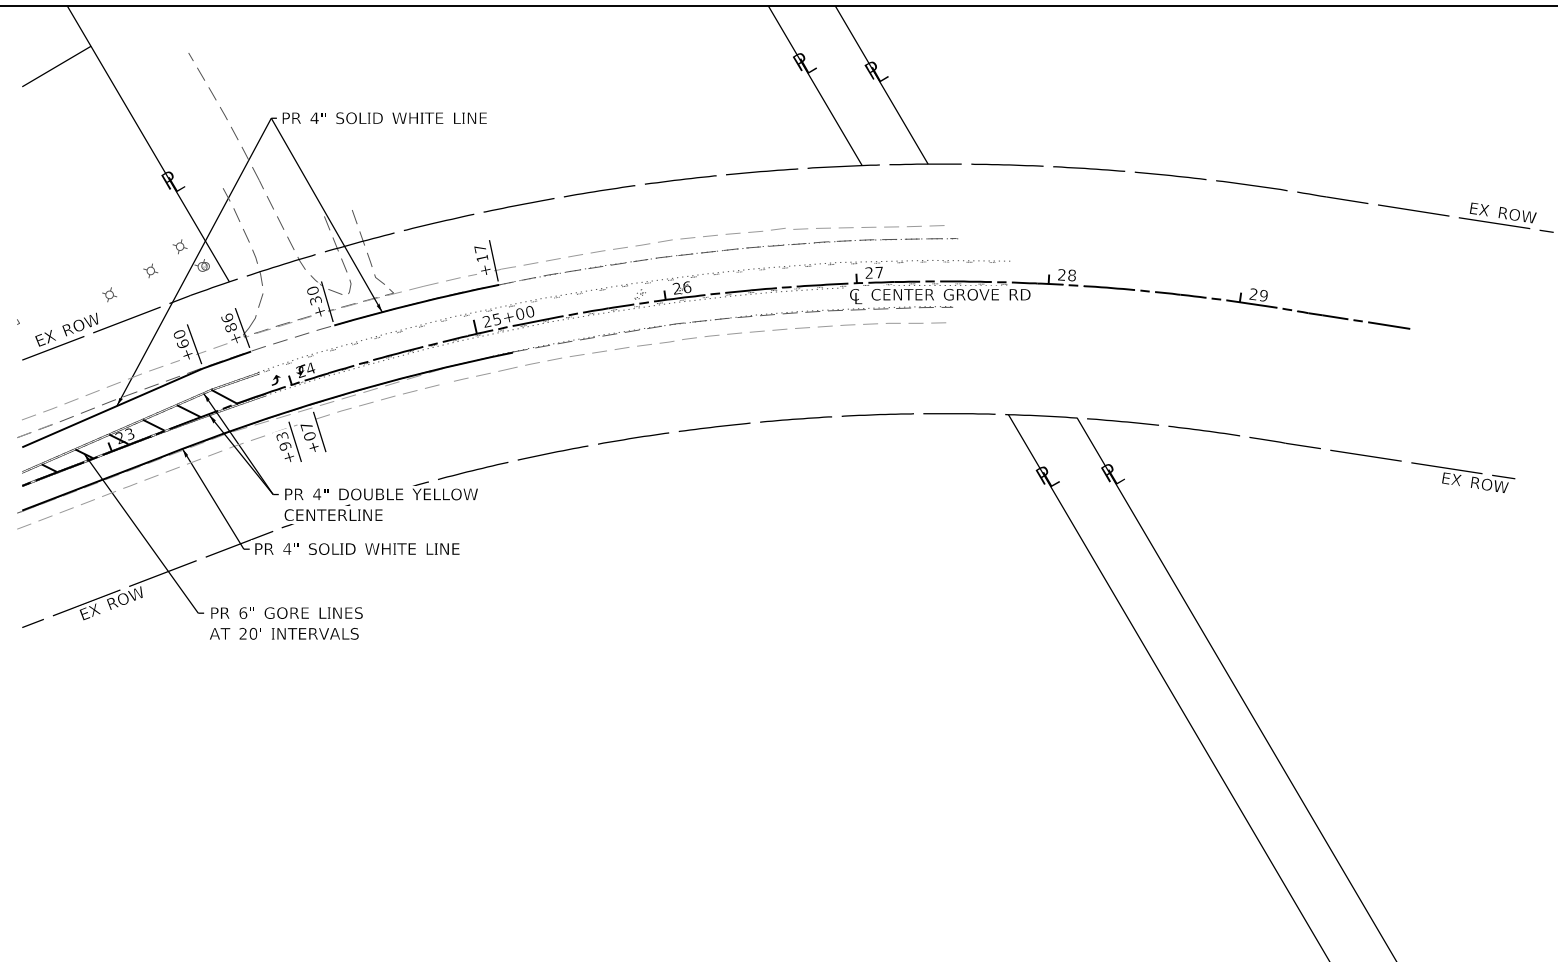 PL
PL
PR 4" SOLID WHITE LINE
PL
EX ROW
+17
27
28
29
26
℄ CENTER GROVE RD
+30
25+00
EX ROW
+60
+86
24
23
+93
+07
PL
PL
EX ROW
PR 4" DOUBLE YELLOW
CENTERLINE
PR 4" SOLID WHITE LINE
EX ROW
PR 6" GORE LINES
AT 20' INTERVALS